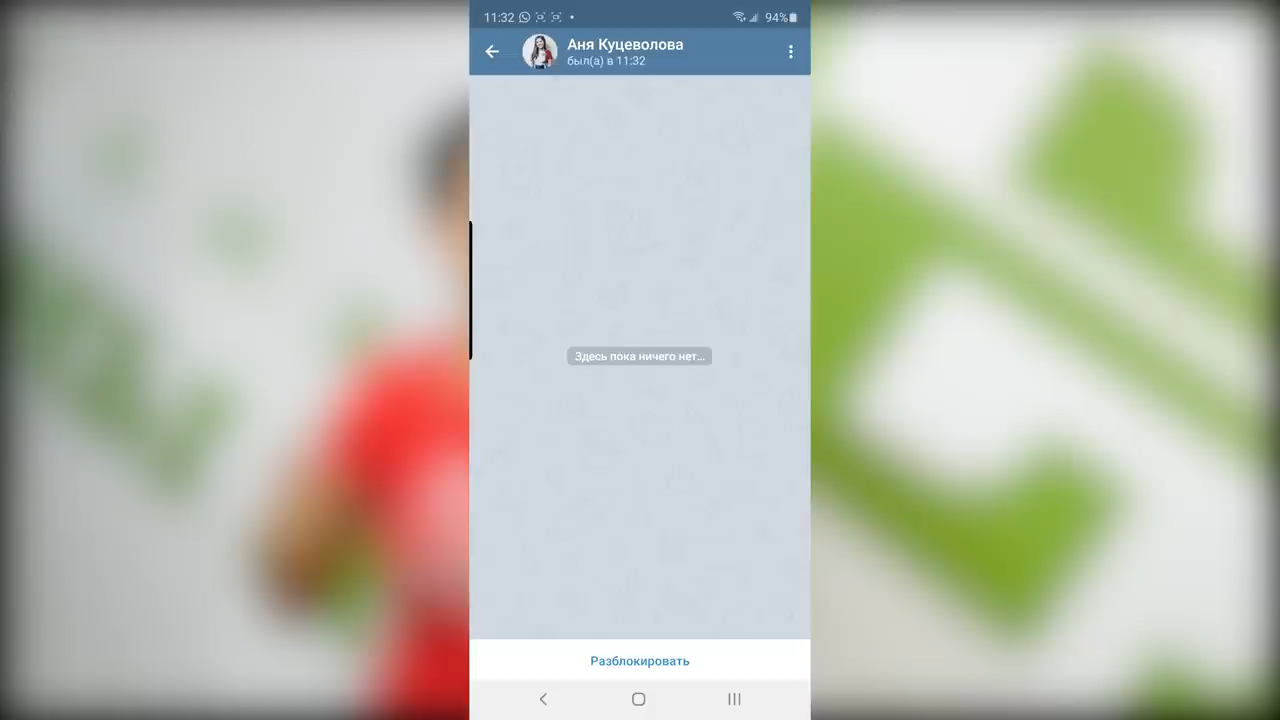 11:32
94%
Аня Куцеволова
был(а) в 11:32
Здесь пока ничего нет...
Разблокировать